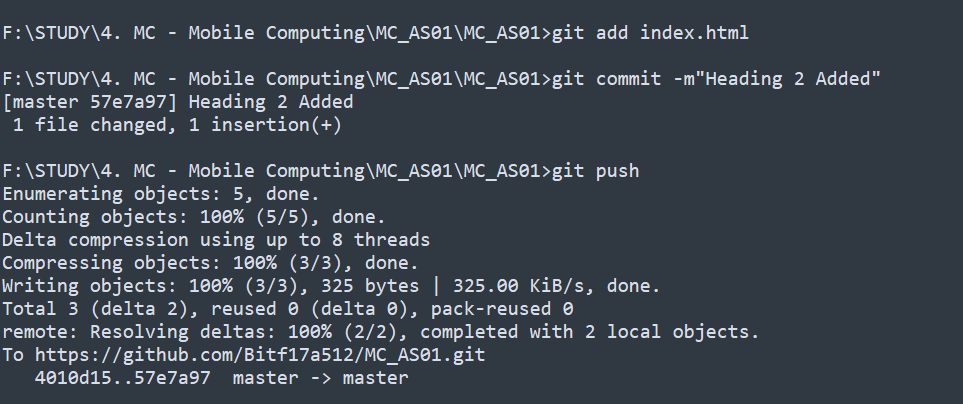 F:\STUDY\4. MC - Mobile Computing\MC_AS01\MC_AS01>git add index.html
F:\STUDY\4. MC - Mobile Computing\MC_AS01\MC_AS01>git commit -m"Heading 2 Added"
[master 57e7a97] Heading 2 Added
 1 file changed, 1 insertion(+)
F:\STUDY\4. MC - Mobile Computing\MC_AS01\MC_AS01>git push
Enumerating objects: 5, done.
Counting objects: 100% (5/5), done.
Delta compression using up to 8 threads
Compressing objects: 100% (3/3), done.
Writing objects: 100% (3/3), 325 bytes | 325.00 KiB/s, done.
Total 3 (delta 2), reused 0 (delta 0), pack-reused 0
remote: Resolving deltas: 100% (2/2), completed with 2 local objects.
To https://github.com/Bitf17a512/MC_AS01.git
   4010d15..57e7a97  master -> master